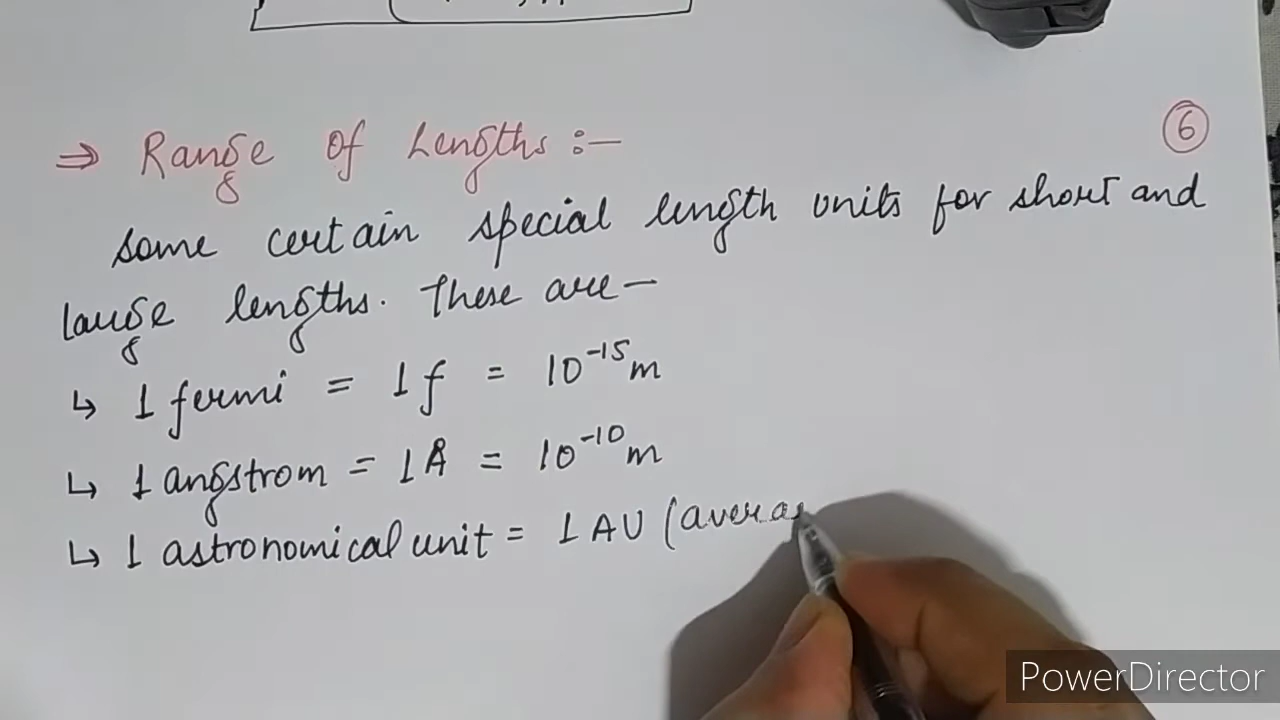 ⇒ Range of Lengths :-
6
some certain special length units for short and
large lengths. These are -
↳ 1 fermi = 1 f = 10⁻¹⁵ m
↳ 1 angstrom = 1 Å = 10⁻¹⁰ m
↳ 1 astronomical unit = 1 AU (averag
PowerDirector